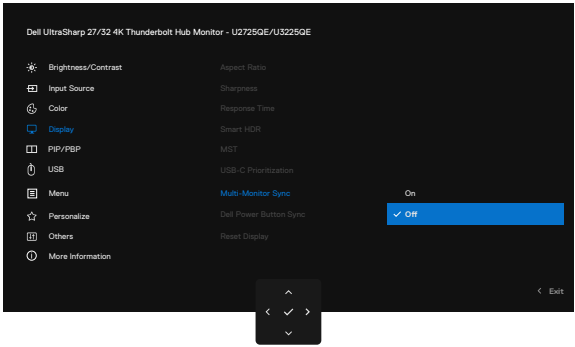 Dell UltraSharp 27/32 4K Thunderbolt Hub Monitor - U2725QE/U3225QE
Brightness/Contrast
Aspect Ratio
Input Source
Sharpness
Color
Response Time
Display
Smart HDR
PIP/PBP
MST
USB
USB-C Prioritization
Menu
Multi-Monitor Sync
On
Personalize
Dell Power Button Sync
Off
Others
Reset Display
More Information
Exit